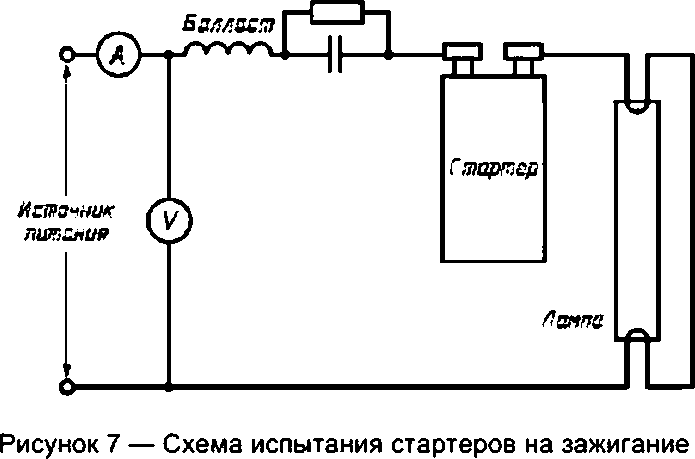 Балласт
A
Стартер
V
Источник
питания
Лампа
Рисунок 7 — Схема испытания стартеров на зажигание